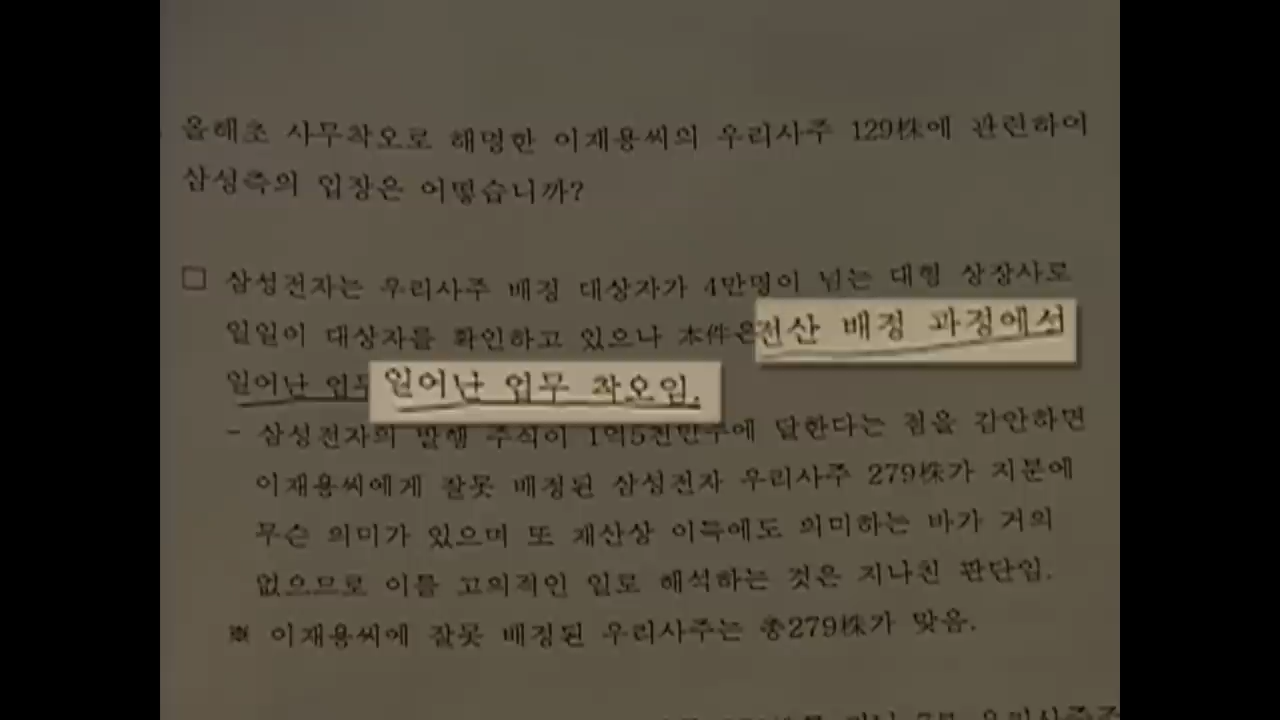 올해초 사무착오로 해명한 이재용씨의 우리사주 129株에 관련하여
삼성측의 입장은 어떻습니까?
□ 삼성전자는 우리사주 배정 대상자가 4만명이 넘는 대형 상장사로
일일이 대상자를 확인하고 있으나 本件은 전산 배정 과정에서
일어난 업무 착오임.
- 삼성전자의 발행 주식이 1억5천만주에 달한다는 점을 감안하면
이재용씨에게 잘못 배정된 삼성전자 우리사주 279株가 지분에
무슨 의미가 있으며 또 재산상 이득에도 의미하는 바가 거의
없으므로 이를 고의적인 일로 해석하는 것은 지나친 판단임.
※ 이재용씨에 잘못 배정된 우리사주는 총279株가 맞음.